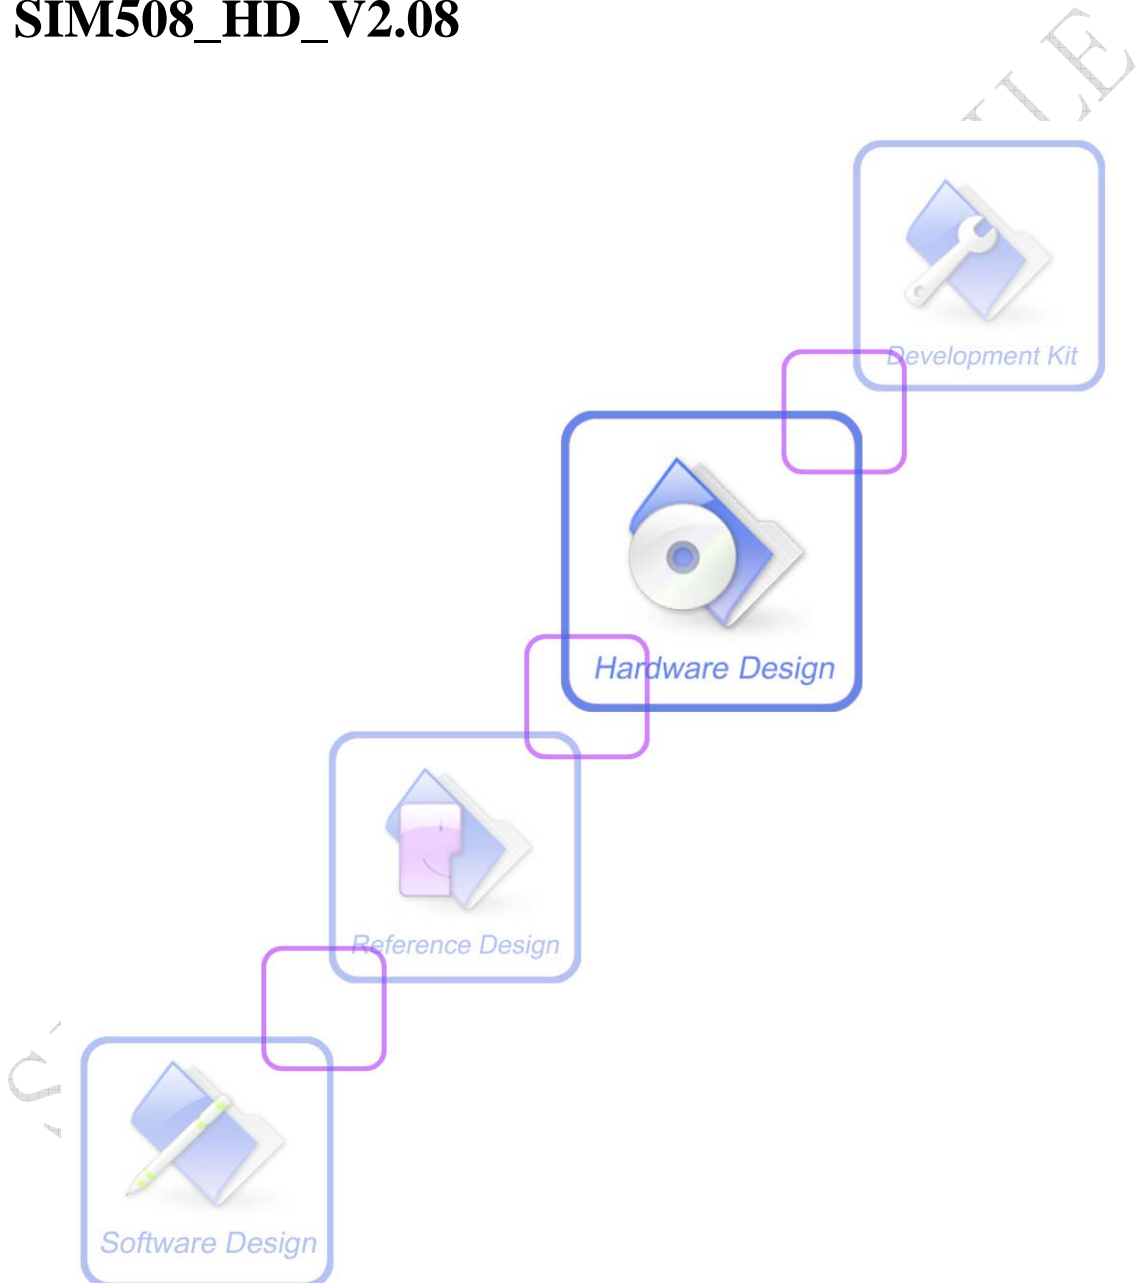 SIM508_HD_V2.08
Development Kit
Hardware Design
Reference Design
Software Design